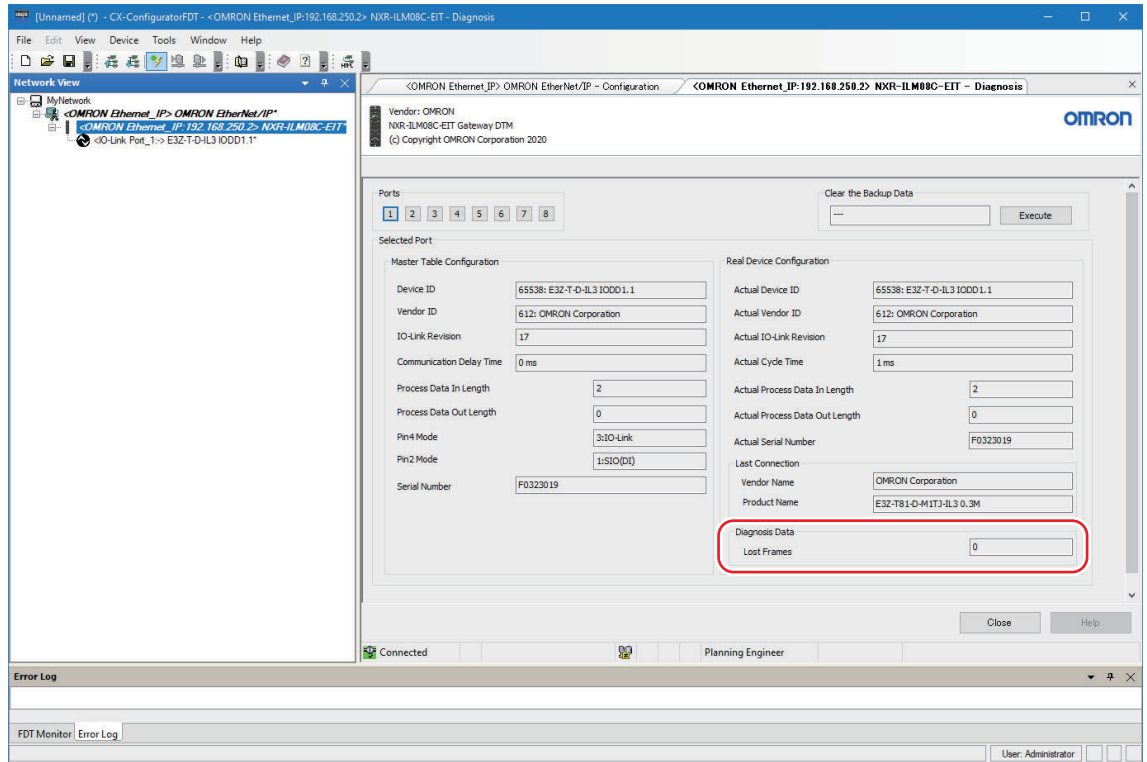 [Unnamed] (*) - CX-ConfiguratorFDT - <OMRON Ethernet_IP:192.168.250.2> NXR-ILM08C-EIT - Diagnosis
File Edit View Device Tools Window Help
Network View
MyNetwork
<OMRON Ethernet_IP> OMRON EtherNet/IP*
<OMRON Ethernet_IP:192.168.250.2> NXR-ILM08C-EIT*
<IO-Link Port_1:-> E3Z-T-D-IL3 IODD1.1*
<OMRON Ethernet_IP> OMRON EtherNet/IP - Configuration
<OMRON Ethernet_IP:192.168.250.2> NXR-ILM08C-EIT - Diagnosis
Vendor: OMRON
NXR-ILM08C-EIT Gateway DTM
(c) Copyright OMRON Corporation 2020
OMRON
Ports
1 2 3 4 5 6 7 8
Clear the Backup Data
---
Execute
Selected Port
Master Table Configuration
Device ID 65538: E3Z-T-D-IL3 IODD1.1
Vendor ID 612: OMRON Corporation
IO-Link Revision 17
Communication Delay Time 0 ms
Process Data In Length 2
Process Data Out Length 0
Pin4 Mode 3:IO-Link
Pin2 Mode 1:SIO(DI)
Serial Number F0323019
Real Device Configuration
Actual Device ID 65538: E3Z-T-D-IL3 IODD1.1
Actual Vendor ID 612: OMRON Corporation
Actual IO-Link Revision 17
Actual Cycle Time 1 ms
Actual Process Data In Length 2
Actual Process Data Out Length 0
Actual Serial Number F0323019
Last Connection
Vendor Name OMRON Corporation
Product Name E3Z-T81-D-M1TJ-IL3 0.3M
Diagnosis Data
Lost Frames 0
Close Help
Connected
Planning Engineer
Error Log
FDT Monitor Error Log
User: Administrator